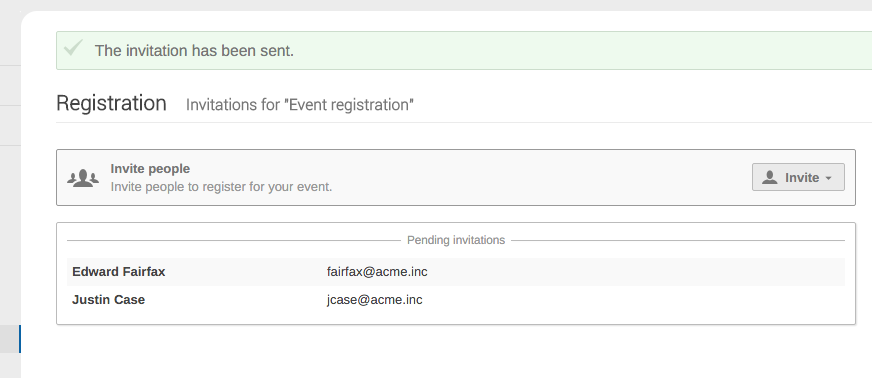 The invitation has been sent.
Registration Invitations for "Event registration"
Invite people
Invite people to register for your event.
Invite
Pending invitations
Edward Fairfax fairfax@acme.inc
Justin Case jcase@acme.inc